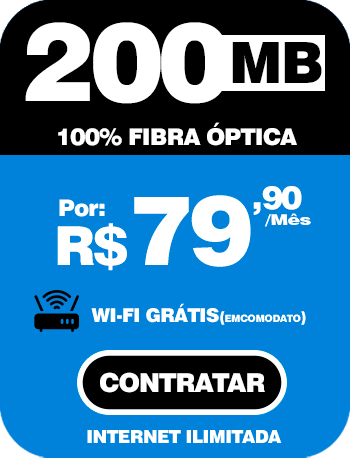 200 MB
100% FIBRA ÓPTICA
Por:
R$ 79,90
/Mês
WI-FI GRÁTIS(EMCOMODATO)
CONTRATAR
INTERNET ILIMITADA